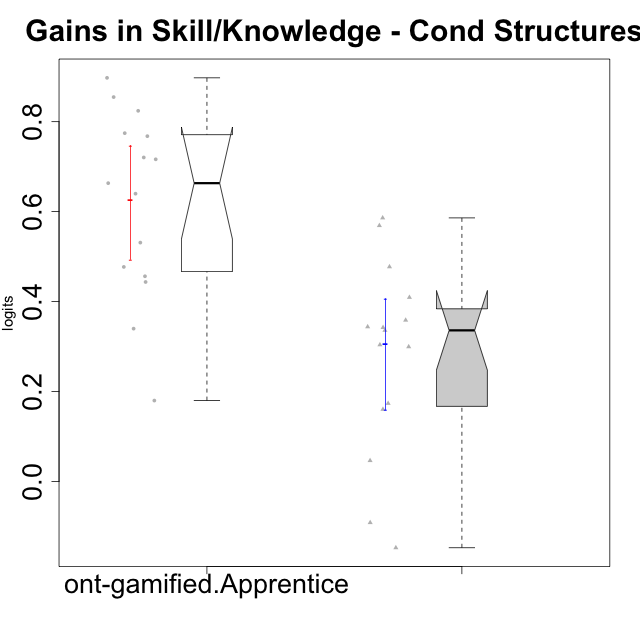 Gains in Skill/Knowledge - Cond Structures
logits
0.8
0.6
0.4
0.2
0.0
ont-gamified.Apprentice